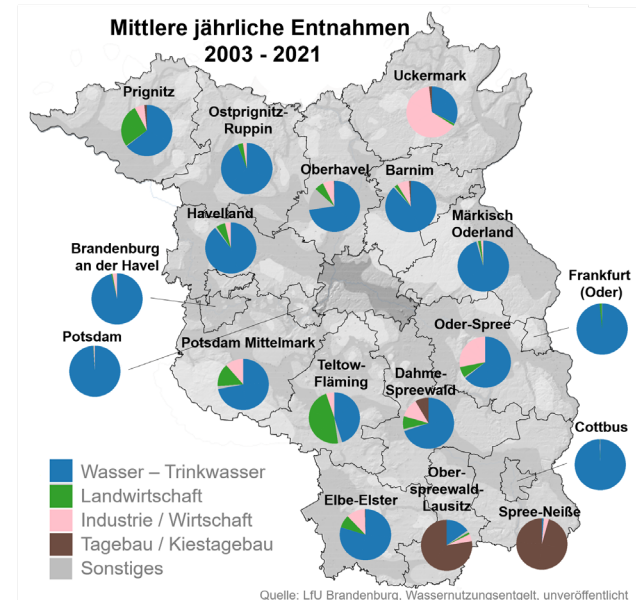 Mittlere jährliche Entnahmen
2003 - 2021
Uckermark
Prignitz
Ostprignitz-
Ruppin
Oberhavel
Barnim
Havelland
Märkisch
Oderland
Brandenburg
an der Havel
Frankfurt
(Oder)
Potsdam
Potsdam Mittelmark
Oder-Spree
Teltow-
Fläming
Dahme-
Spreewald
Cottbus
Ober-
spreewald-
Lausitz
Elbe-Elster
Spree-Neiße
Wasser – Trinkwasser
Landwirtschaft
Industrie / Wirtschaft
Tagebau / Kiestagebau
Sonstiges
Quelle: LfU Brandenburg, Wassernutzungsentgelt, unveröffentlicht